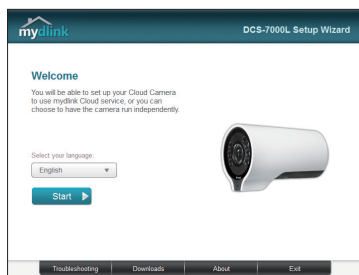 mydlink
DCS-7000L Setup Wizard
Welcome
You will be able to set up your Cloud Camera
to use mydlink Cloud service, or you can
choose to have the camera run independently.
Select your language:
English
Start
Troubleshooting Downloads About Exit